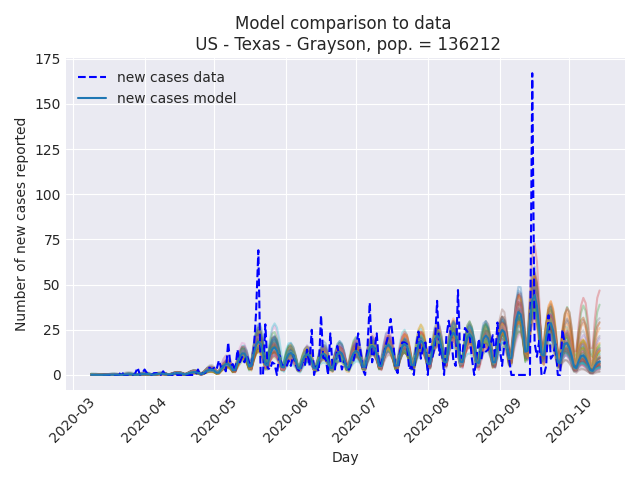 Model comparison to data
US - Texas - Grayson, pop. = 136212
Number of new cases reported
175
150
125
100
75
50
25
0
new cases data
new cases model
2020-03
2020-04
2020-05
2020-06
2020-07
2020-08
2020-09
2020-10
Day